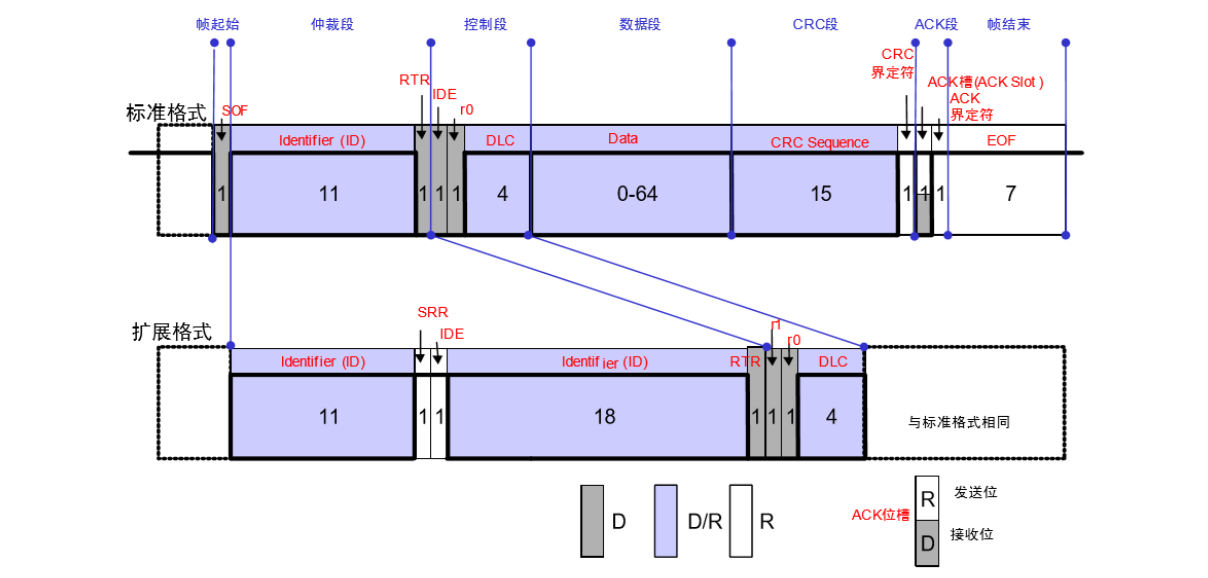 帧起始 仲裁段 控制段 数据段 CRC段 ACK段 帧结束
CRC
界定符
RTR
IDE
r0
ACK槽(ACK Slot )
ACK
界定符
标准格式
SOF
Identifier (ID) DLC Data CRC Sequence EOF
1 11 1 1 1 4 0-64 15 1 1 1 7
SRR
IDE
r1
r0
扩展格式
Identifier (ID) Identifier (ID) RTR DLC
11 1 1 18 1 1 1 4 与标准格式相同
D D/R R
ACK位槽
R 发送位
D 接收位